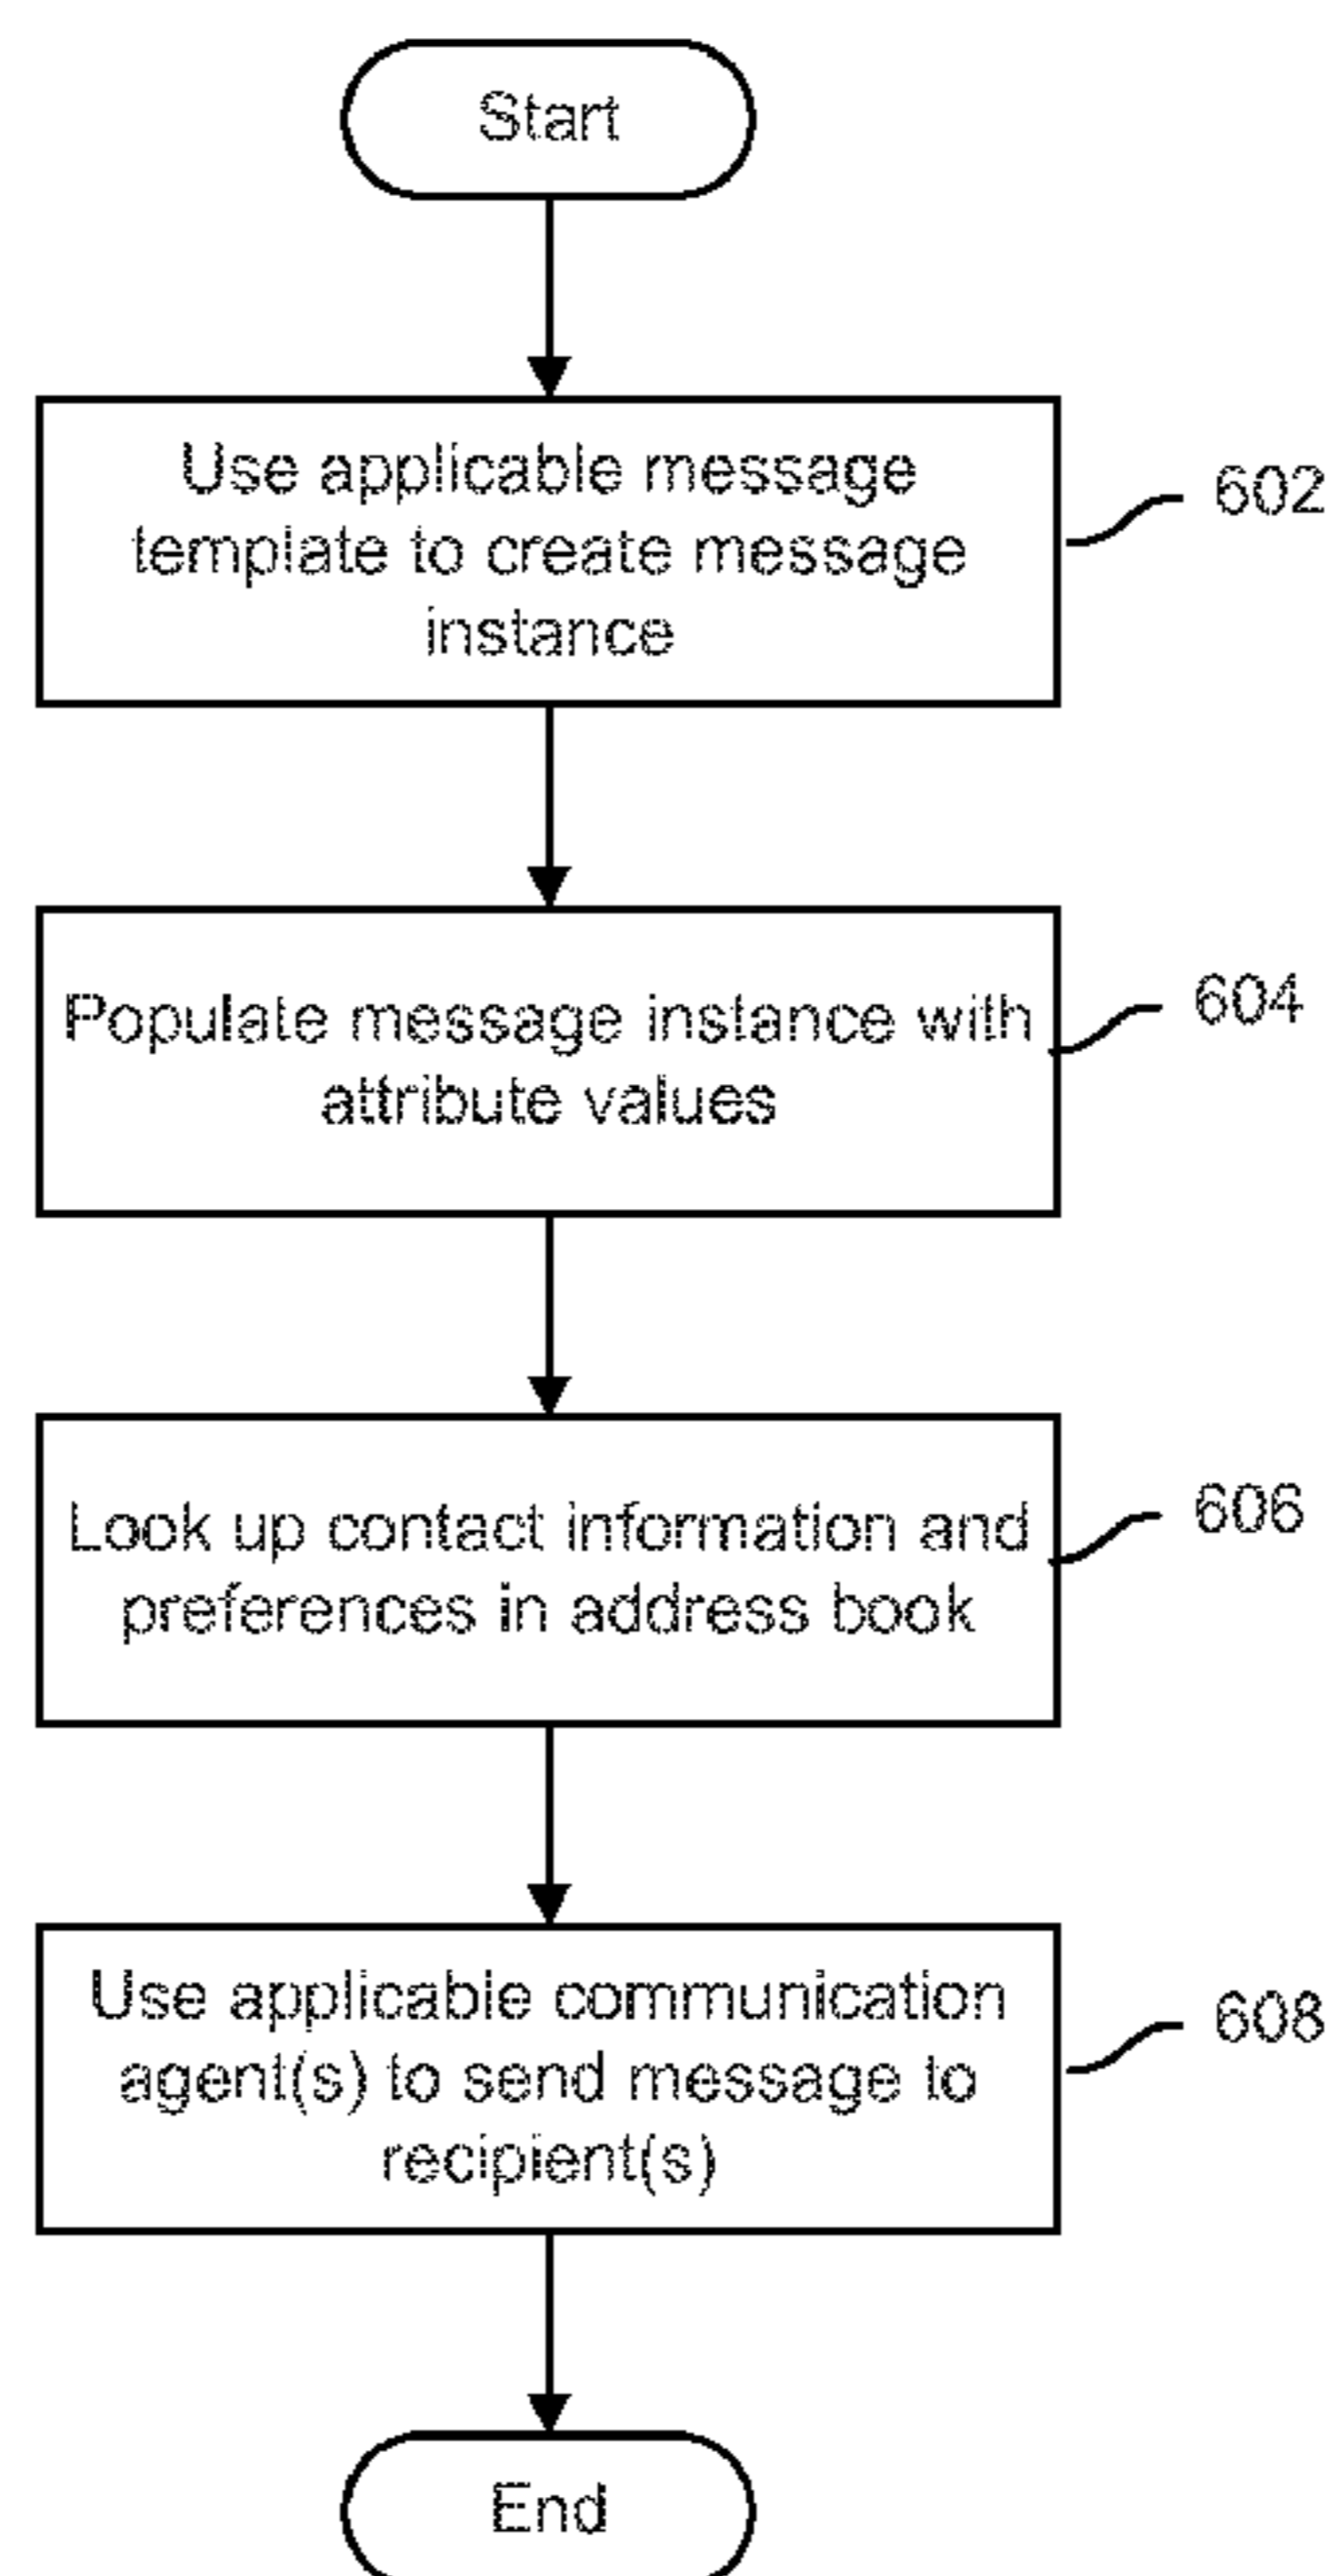 Start
Use applicable message
template to create message
instance
602
Populate message instance with
attribute values
604
Look up contact information and
preferences in address book
606
Use applicable communication
agent(s) to send message to
recipient(s)
608
End